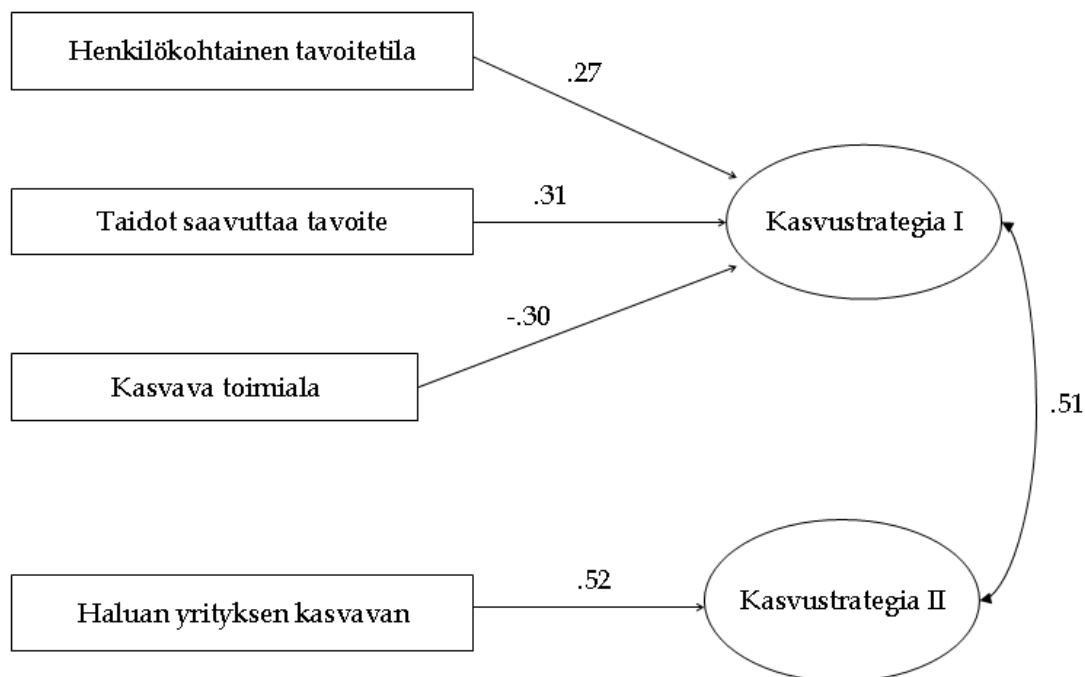 Henkilökohtainen tavoitetila
.27
Taidot saavuttaa tavoite
.31
Kasvustrategia I
-.30
Kasvava toimiala
.51
Haluan yrityksen kasvavan
.52
Kasvustrategia II